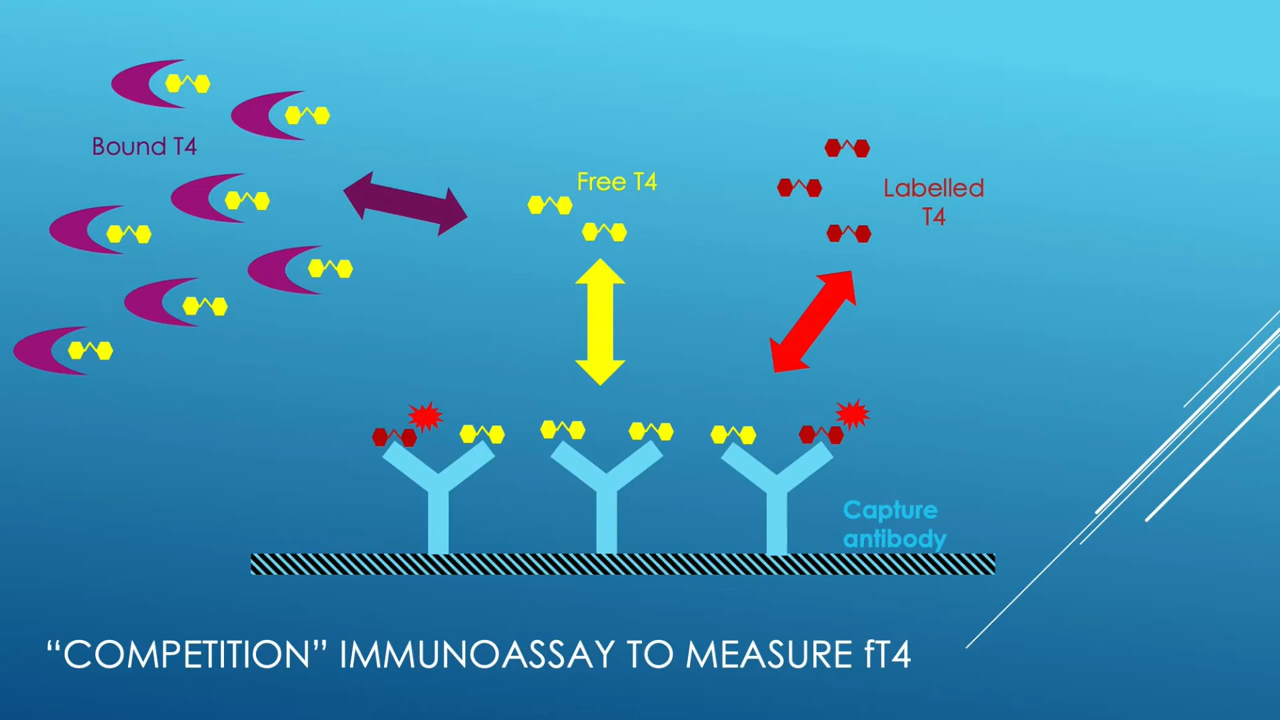 Bound T4
Free T4
Labelled
T4
Capture
antibody
“COMPETITION” IMMUNOASSAY TO MEASURE fT4